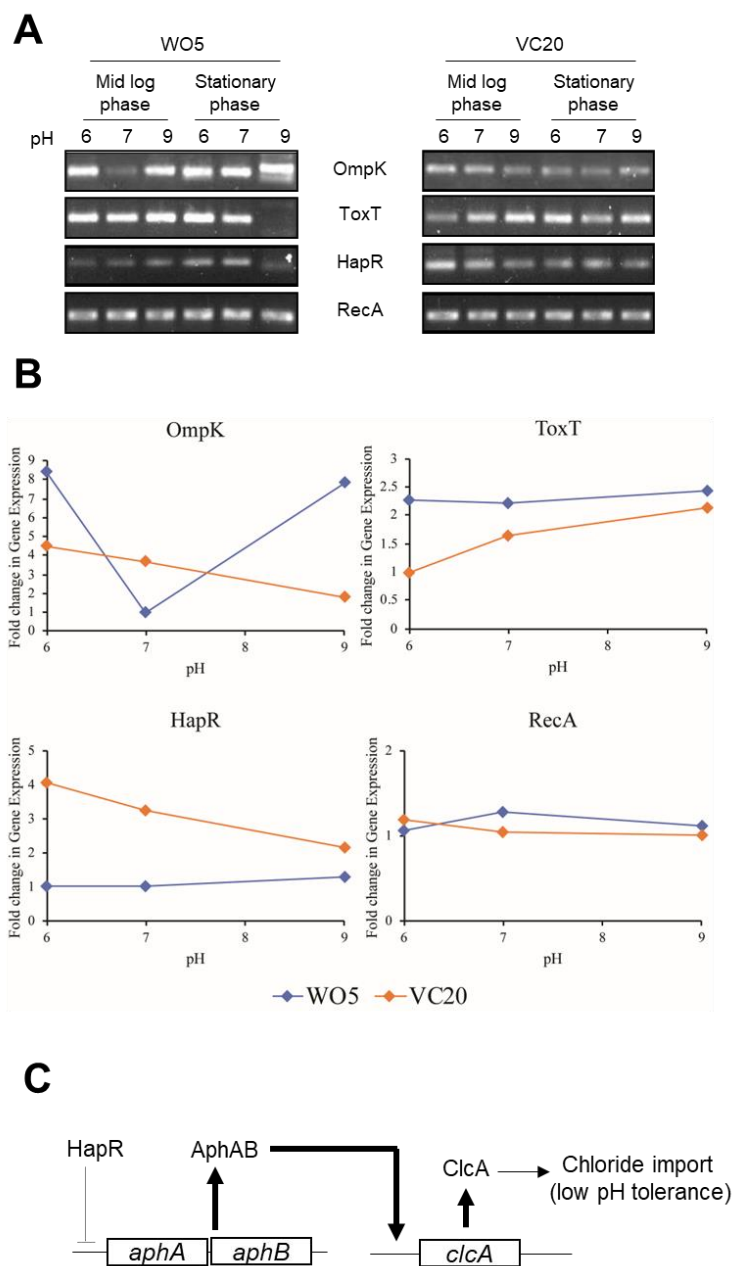 A
WO5 VC20
Mid log phase Stationary phase Mid log phase Stationary phase
pH 6 7 9 6 7 9 6 7 9 6 7 9
OmpK
ToxT
HapR
RecA
B
OmpK
Fold change in Gene Expression
9
8
7
6
5
4
3
2
1
0
6 7 8 9
pH
ToxT
Fold change in Gene Expression
3
2.5
2
1.5
1
0.5
0
6 7 8 9
pH
HapR
Fold change in Gene Expression
5
4
3
2
1
0
6 7 8 9
pH
RecA
Fold change in Gene Expression
2
1
0
6 7 8 9
pH
WO5 VC20
C
HapR AphAB ClcA Chloride import
(low pH tolerance)
aphA aphB clcA